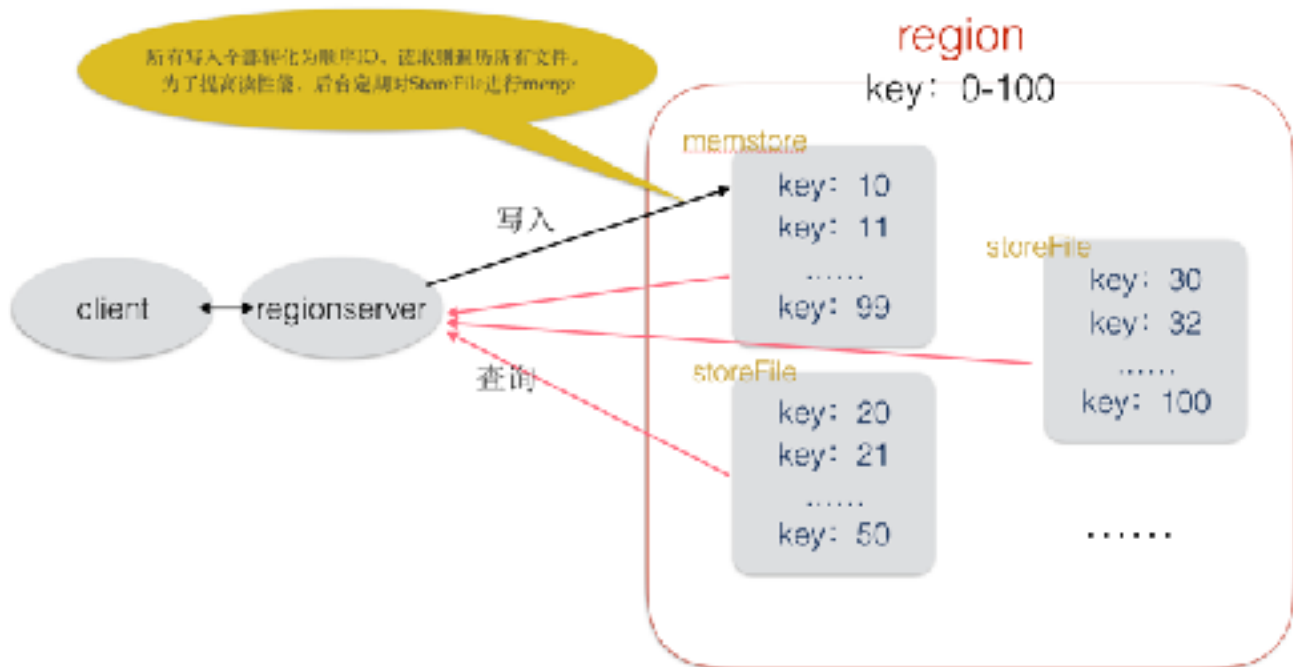 所有写入全部转化为顺序IO，读取则遍历所有文件，
为了提高读性能，后台定期对StoreFile进行merge
region
key: 0-100
memstore
key: 10
key: 11
......
key: 99
写入
client
regionserver
查询
storeFile
key: 30
key: 32
......
key: 100
storeFile
key: 20
key: 21
......
key: 50
......